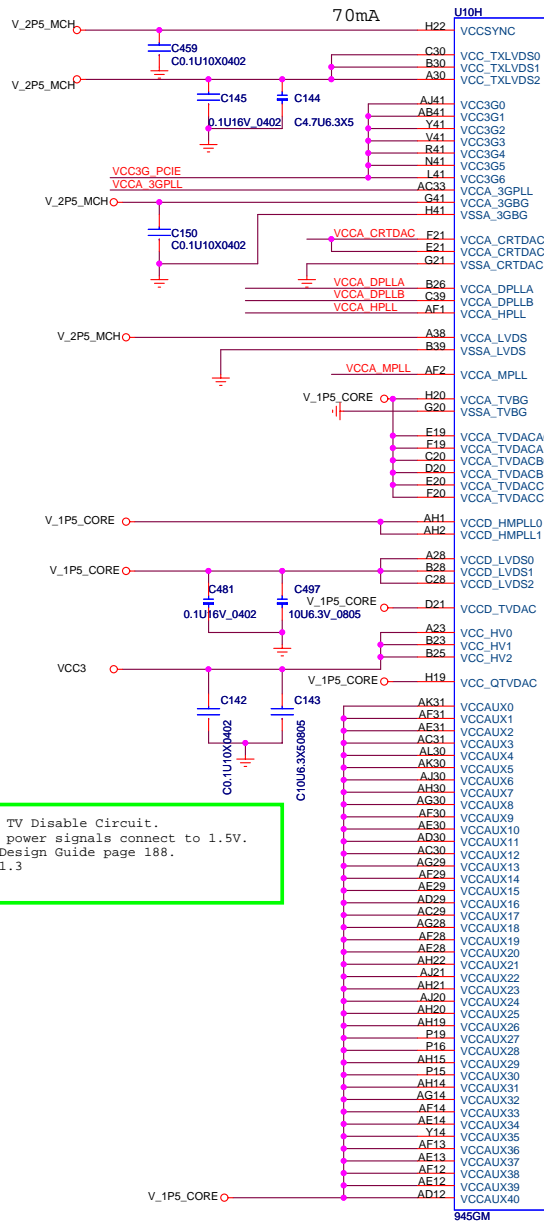 70mA
U10H
V_2P5_MCH
H22 VCCSYNC
C459
C0.1U10X0402
V_2P5_MCH
C30 VCC_TXLVDS0
B30 VCC_TXLVDS1
A30 VCC_TXLVDS2
C145
0.1U16V_0402
C144
C4.7U6.3X5
AJ41 VCC3G0
AB41 VCC3G1
Y41 VCC3G2
V41 VCC3G3
R41 VCC3G4
N41 VCC3G5
VCC3G_PCIE L41 VCC3G6
VCCA_3GPLL AC33 VCCA_3GPLL
V_2P5_MCH G41 VCCA_3GBG
H41 VSSA_3GBG
C150
C0.1U10X0402
VCCA_CRTDAC F21 VCCA_CRTDAC
E21 VCCA_CRTDAC
G21 VSSA_CRTDAC
VCCA_DPLLA B26 VCCA_DPLLA
VCCA_DPLLB C39 VCCA_DPLLB
VCCA_HPLL AF1 VCCA_HPLL
V_2P5_MCH A38 VCCA_LVDS
B39 VSSA_LVDS
VCCA_MPLL AF2 VCCA_MPLL
V_1P5_CORE H20 VCCA_TVBG
G20 VSSA_TVBG
E19 VCCA_TVDACA
F19 VCCA_TVDACA
C20 VCCA_TVDACB
D20 VCCA_TVDACB
E20 VCCA_TVDACC
F20 VCCA_TVDACC
V_1P5_CORE AH1 VCCD_HMPLL0
AH2 VCCD_HMPLL1
V_1P5_CORE
A28 VCCD_LVDS0
B28 VCCD_LVDS1
C28 VCCD_LVDS2
C481
0.1U16V_0402
C497
10U6.3V_0805
V_1P5_CORE D21 VCCD_TVDAC
A23 VCC_HV0
B23 VCC_HV1
B25 VCC_HV2
VCC3
V_1P5_CORE H19 VCC_QTVDAC
C142
C0.1U10X0402
C143
C10U6.3X50805
AK31 VCCAUX0
AF31 VCCAUX1
AE31 VCCAUX2
AC31 VCCAUX3
AL30 VCCAUX4
AK30 VCCAUX5
AJ30 VCCAUX6
AH30 VCCAUX7
AG30 VCCAUX8
AF30 VCCAUX9
AE30 VCCAUX10
AD30 VCCAUX11
AC30 VCCAUX12
AG29 VCCAUX13
AF29 VCCAUX14
AE29 VCCAUX15
AD29 VCCAUX16
AC29 VCCAUX17
AG28 VCCAUX18
AF28 VCCAUX19
AE28 VCCAUX20
AH22 VCCAUX21
AJ21 VCCAUX22
AH21 VCCAUX23
AJ20 VCCAUX24
AH20 VCCAUX25
AH19 VCCAUX26
P19 VCCAUX27
P16 VCCAUX28
AH15 VCCAUX29
P15 VCCAUX30
AH14 VCCAUX31
AG14 VCCAUX32
AF14 VCCAUX33
AE14 VCCAUX34
Y14 VCCAUX35
AF13 VCCAUX36
AE13 VCCAUX37
AF12 VCCAUX38
AE12 VCCAUX39
V_1P5_CORE AD12 VCCAUX40
945GM
TV Disable Circuit.
power signals connect to 1.5V.
Design Guide page 188.
1.3